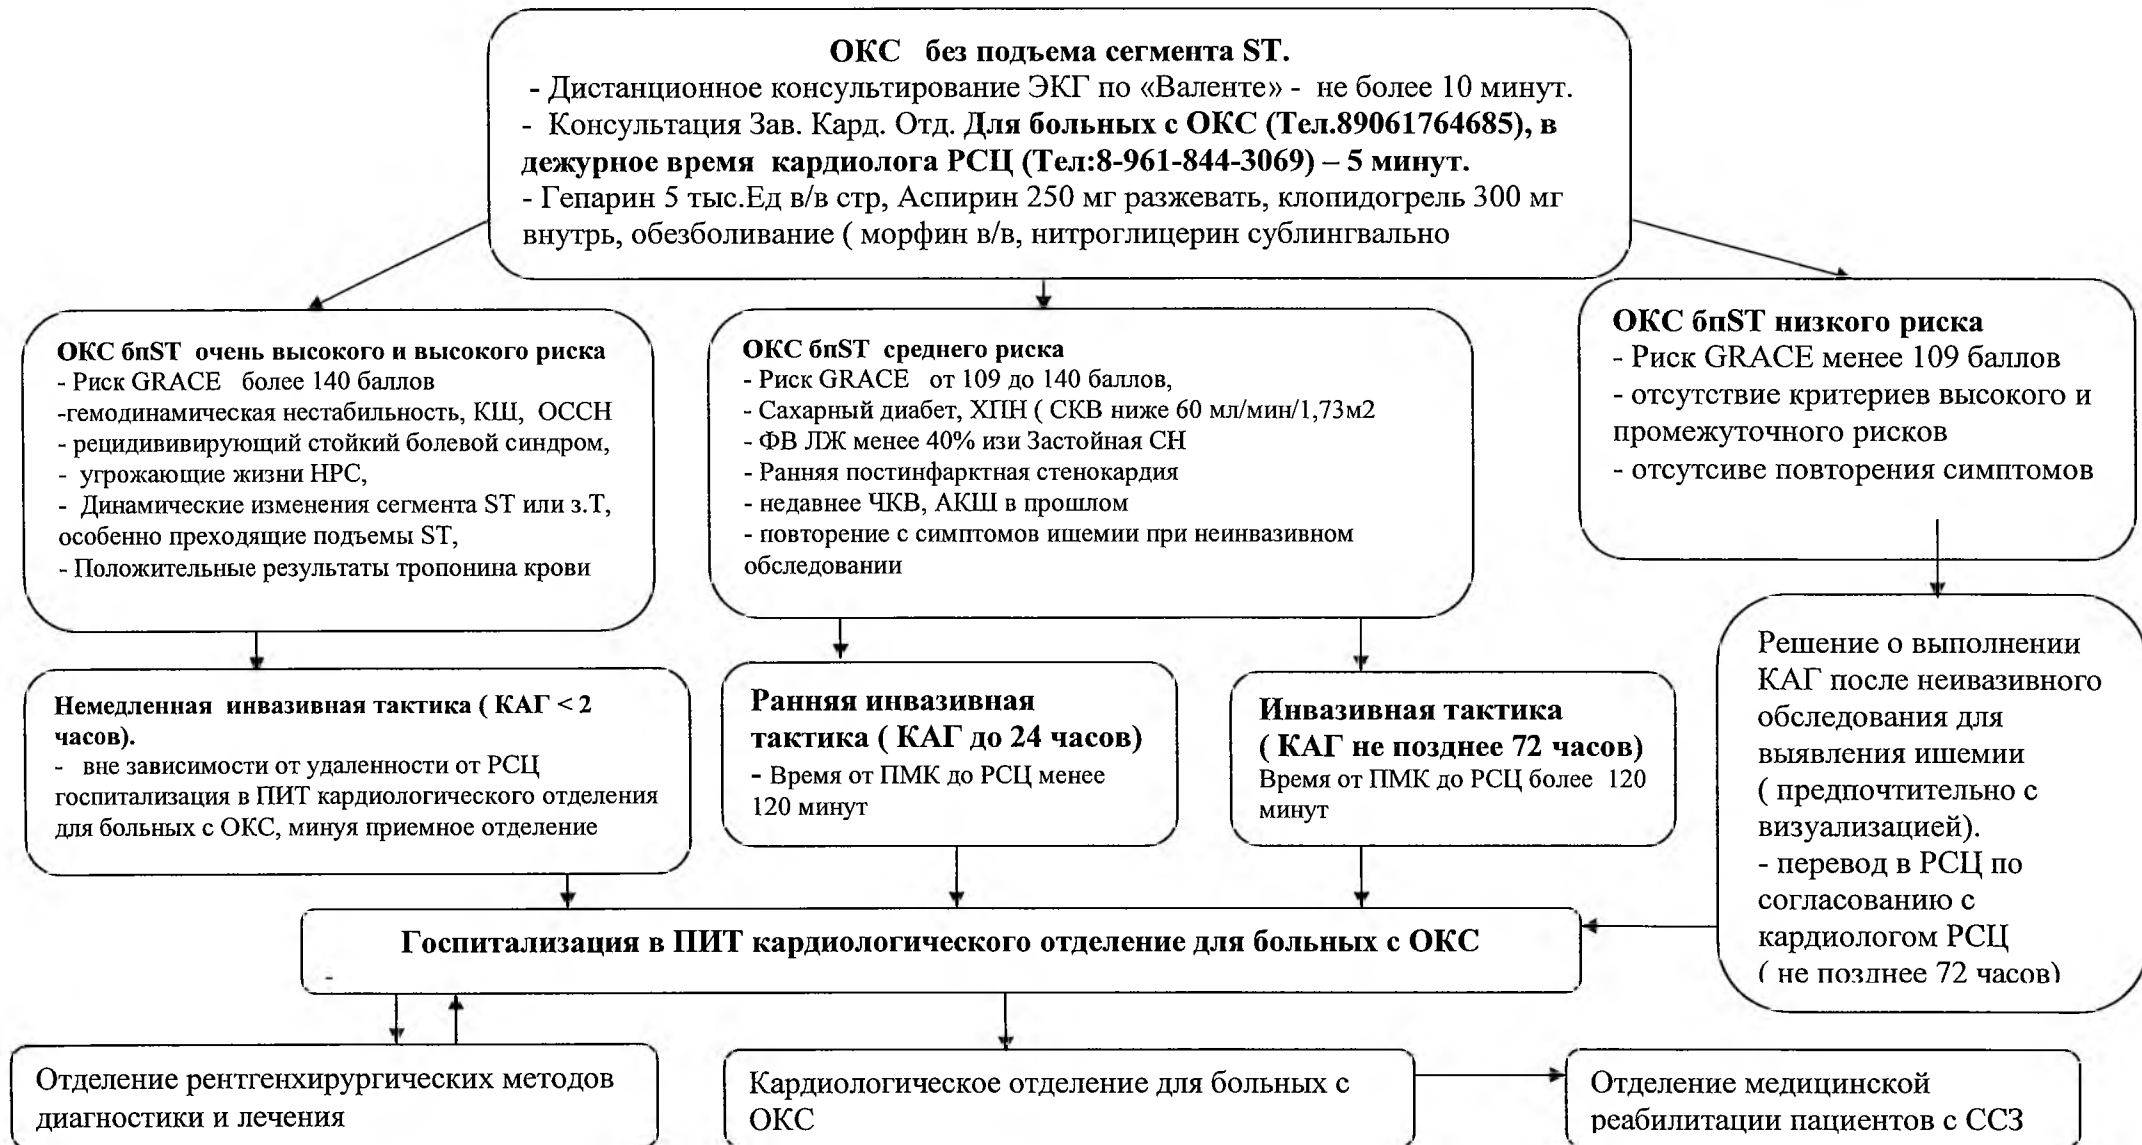 ОКС без подъема сегмента ST.
- Дистанционное консультирование ЭКГ по «Валенте» - не более 10 минут.
- Консультация Зав. Кард. Отд. Для больных с ОКС (Тел.89061764685), в
дежурное время кардиолога РСЦ (Тел:8-961-844-3069) – 5 минут.
- Гепарин 5 тыс.Ед в/в стр, Аспирин 250 мг разжевать, клопидогрель 300 мг
внутрь, обезболивание ( морфин в/в, нитроглицерин сублингвально
ОКС бпST очень высокого и высокого риска
- Риск GRACE более 140 баллов
-гемодинамическая нестабильность, КШ, ОССН
- рецидививирующий стойкий болевой синдром,
- угрожающие жизни НРС,
- Динамические изменения сегмента ST или з.Т,
особенно преходящие подъемы ST,
- Положительные результаты тропонина крови
ОКС бпST среднего риска
- Риск GRACE от 109 до 140 баллов,
- Сахарный диабет, ХПН ( СКВ ниже 60 мл/мин/1,73м2
- ФВ ЛЖ менее 40% изи Застойная СН
- Ранняя постинфарктная стенокардия
- недавнее ЧКВ, АКШ в прошлом
- повторение с симптомов ишемии при неинвазивном
обследовании
ОКС бпST низкого риска
- Риск GRACE менее 109 баллов
- отсутствие критериев высокого и
промежуточного рисков
- отсутсиве повторения симптомов
Немедленная инвазивная тактика ( КАГ < 2
часов).
- вне зависимости от удаленности от РСЦ
госпитализация в ПИТ кардиологического отделения
для больных с ОКС, минуя приемное отделение
Ранняя инвазивная
тактика ( КАГ до 24 часов)
- Время от ПМК до РСЦ менее
120 минут
Инвазивная тактика
( КАГ не позднее 72 часов)
Время от ПМК до РСЦ более 120
минут
Решение о выполнении
КАГ после неивазивного
обследования для
выявления ишемии
( предпочтительно с
визуализацией).
- перевод в РСЦ по
согласованию с
кардиологом РСЦ
( не позднее 72 часов)
Госпитализация в ПИТ кардиологического отделение для больных с ОКС
-
Отделение рентгенхирургических методов
диагностики и лечения
Кардиологическое отделение для больных с
ОКС
Отделение медицинской
реабилитации пациентов с ССЗ